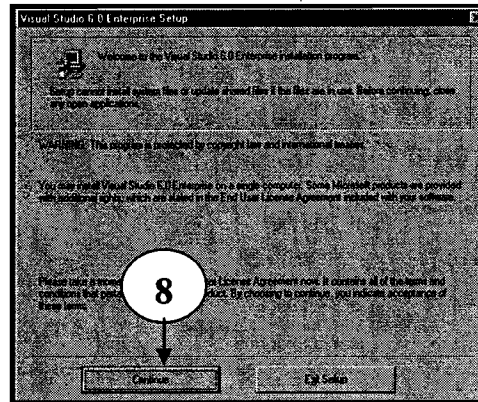 Visual Studio 6.0 Enterprise Setup
Welcome to the Visual Studio 6.0 Enterprise installation program.
Setup cannot install system files or update shared files if the files are in use. Before continuing, close
any open applications.
WARNING: This program is protected by copyright law and international treaties.
You may install Visual Studio 6.0 Enterprise on a single computer. Some Microsoft products are provided
with additional rights, which are stated in the End User License Agreement included with your software.
Please take a License Agreement now. It contains all of the terms and
conditions that By choosing to continue, you indicate acceptance of
these terms.
8
Continue
Exit Setup